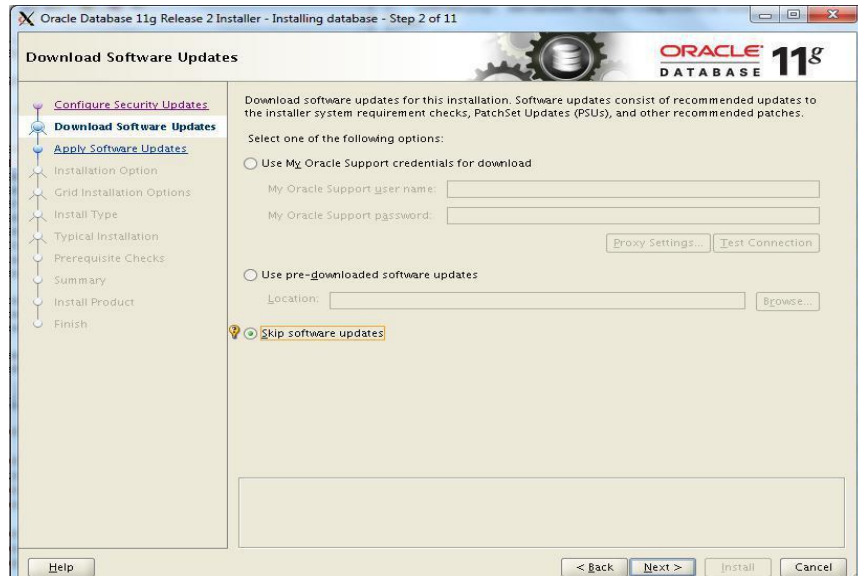 Oracle Database 11g Release 2 Installer - Installing database - Step 2 of 11
Download Software Updates
ORACLE
DATABASE
11g
Configure Security Updates
Download Software Updates
Apply Software Updates
Installation Option
Grid Installation Options
Install Type
Typical Installation
Prerequisite Checks
Summary
Install Product
Finish
Download software updates for this installation. Software updates consist of recommended updates to
the installer system requirement checks, PatchSet Updates (PSUs), and other recommended patches.
Select one of the following options:
Use My Oracle Support credentials for download
My Oracle Support user name:
My Oracle Support password:
Proxy Settings... Test Connection
Use pre-downloaded software updates
Location: Browse...
Skip software updates
Help < Back Next > Install Cancel